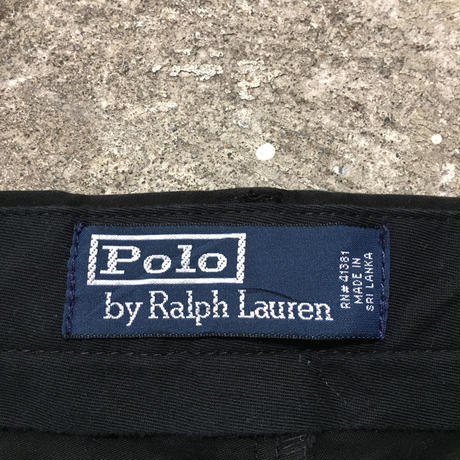 Polo
by Ralph Lauren
RN# 41381
MADE IN
SRI LANKA